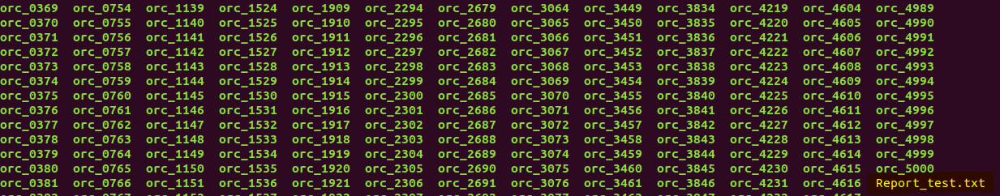 orc_0369 orc_0754 orc_1139 orc_1524 orc_1909 orc_2294 orc_2679 orc_3064 orc_3449 orc_3834 orc_4219 orc_4604 orc_4989
orc_0370 orc_0755 orc_1140 orc_1525 orc_1910 orc_2295 orc_2680 orc_3065 orc_3450 orc_3835 orc_4220 orc_4605 orc_4990
orc_0371 orc_0756 orc_1141 orc_1526 orc_1911 orc_2296 orc_2681 orc_3066 orc_3451 orc_3836 orc_4221 orc_4606 orc_4991
orc_0372 orc_0757 orc_1142 orc_1527 orc_1912 orc_2297 orc_2682 orc_3067 orc_3452 orc_3837 orc_4222 orc_4607 orc_4992
orc_0373 orc_0758 orc_1143 orc_1528 orc_1913 orc_2298 orc_2683 orc_3068 orc_3453 orc_3838 orc_4223 orc_4608 orc_4993
orc_0374 orc_0759 orc_1144 orc_1529 orc_1914 orc_2299 orc_2684 orc_3069 orc_3454 orc_3839 orc_4224 orc_4609 orc_4994
orc_0375 orc_0760 orc_1145 orc_1530 orc_1915 orc_2300 orc_2685 orc_3070 orc_3455 orc_3840 orc_4225 orc_4610 orc_4995
orc_0376 orc_0761 orc_1146 orc_1531 orc_1916 orc_2301 orc_2686 orc_3071 orc_3456 orc_3841 orc_4226 orc_4611 orc_4996
orc_0377 orc_0762 orc_1147 orc_1532 orc_1917 orc_2302 orc_2687 orc_3072 orc_3457 orc_3842 orc_4227 orc_4612 orc_4997
orc_0378 orc_0763 orc_1148 orc_1533 orc_1918 orc_2303 orc_2688 orc_3073 orc_3458 orc_3843 orc_4228 orc_4613 orc_4998
orc_0379 orc_0764 orc_1149 orc_1534 orc_1919 orc_2304 orc_2689 orc_3074 orc_3459 orc_3844 orc_4229 orc_4614 orc_4999
orc_0380 orc_0765 orc_1150 orc_1535 orc_1920 orc_2305 orc_2690 orc_3075 orc_3460 orc_3845 orc_4230 orc_4615 orc_5000
orc_0381 orc_0766 orc_1151 orc_1536 orc_1921 orc_2306 orc_2691 orc_3076 orc_3461 orc_3846 orc_4231 orc_4616 Report_test.txt